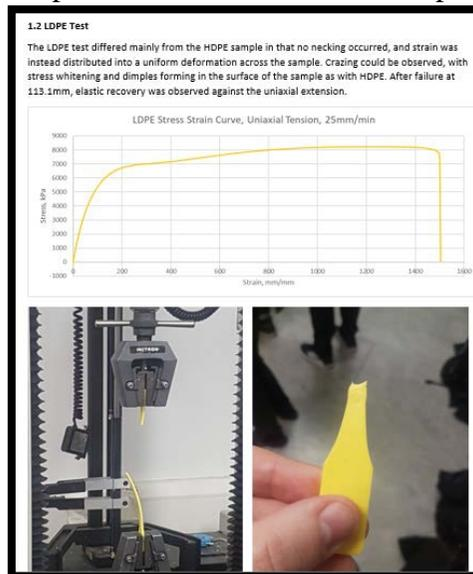 1.2 LDPE Test
The LDPE test differed mainly from the HDPE sample in that no necking occurred, and strain was
instead distributed into a uniform deformation across the sample. Crazing could be observed, with
stress whitening and dimples forming in the surface of the sample as with HDPE. After failure at
113.1mm, elastic recovery was observed against the uniaxial extension.
LDPE Stress Strain Curve, Uniaxial Tension, 25mm/min
9000
8000
7000
6000
5000
4000
3000
2000
1000
0
-1000
Stress, kPa
0 200 400 600 800 1000 1200 1400 1600
Strain, mm/mm
INSTRON